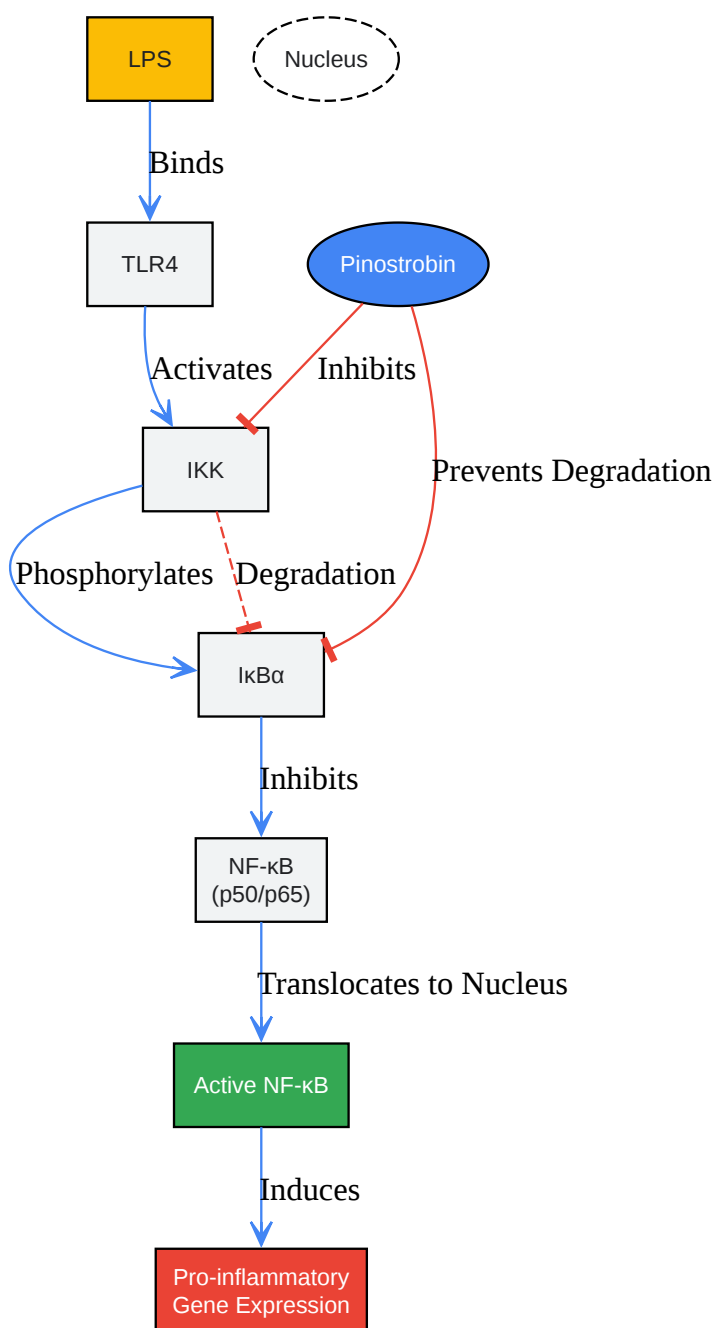 LPS
Nucleus
Binds
TLR4
Pinostrobin
Activates
Inhibits
IKK
Prevents Degradation
Phosphorylates
Degradation
IκBα
Inhibits
NF-κB
(p50/p65)
Translocates to Nucleus
Active NF-κB
Induces
Pro-inflammatory
Gene Expression